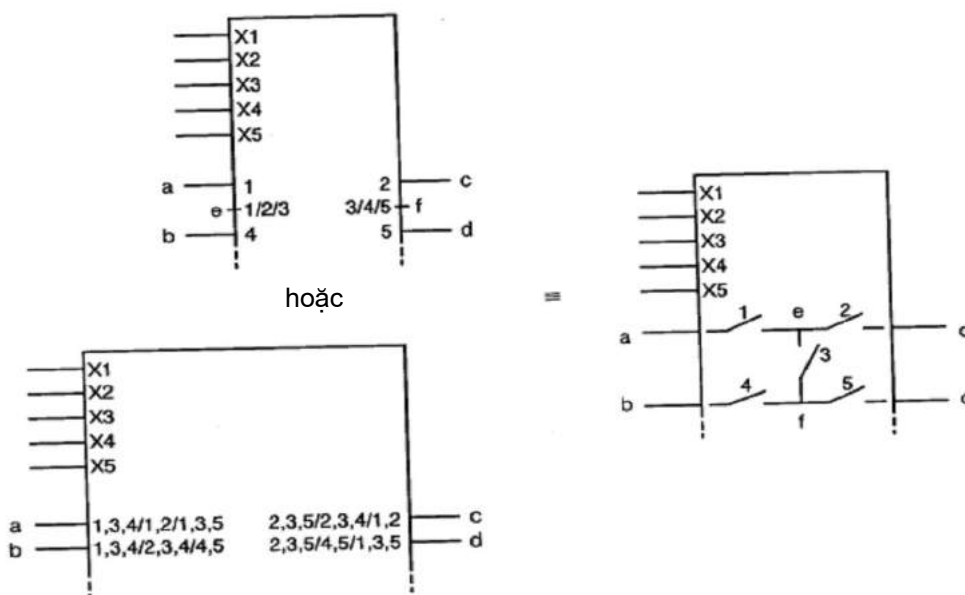 X1
X2
X3
X4
X5
a 1 2 c
e 1/2/3 3/4/5 f
b 4 5 d
hoặc
≡
X1
X2
X3
X4
X5
a 1,3,4/1,2/1,3,5 2,3,5/2,3,4/1,2 c
b 1,3,4/2,3,4/4,5 2,3,5/4,5/1,3,5 d
X1
X2
X3
X4
X5
1 e 2
a
3
4 5
b
f